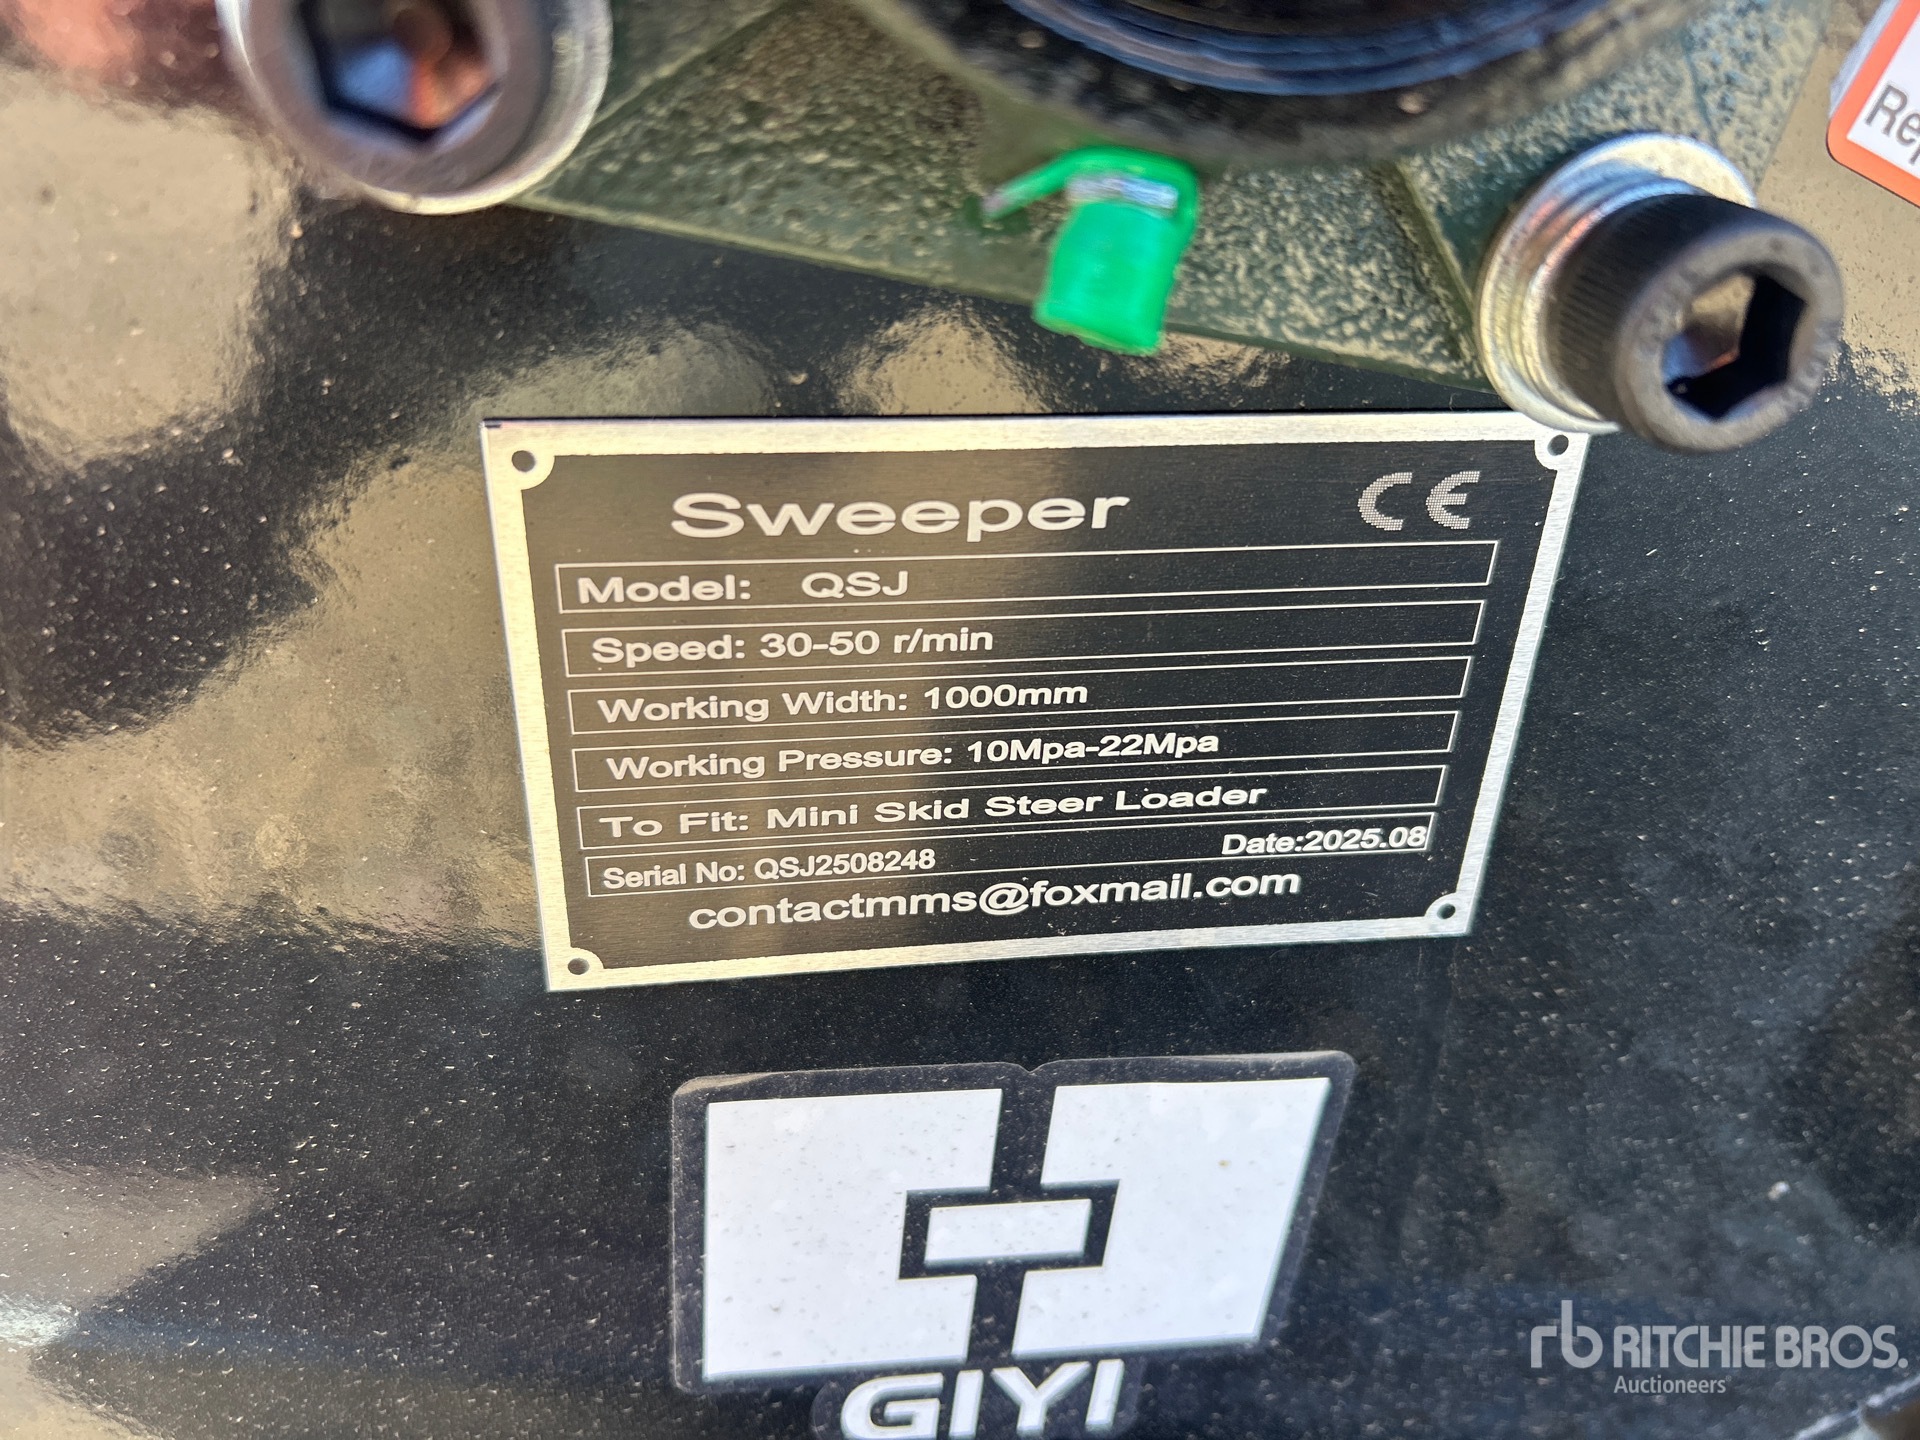 Sweeper CE
Model: QSJ
Speed: 30-50 r/min
Working Width: 1000mm
Working Pressure: 10Mpa-22Mpa
To Fit: Mini Skid Steer Loader
Serial No: QSJ2508248 Date:2025.08
contactmms@foxmail.com
GIYI
rb RITCHIE BROS.
Auctioneers